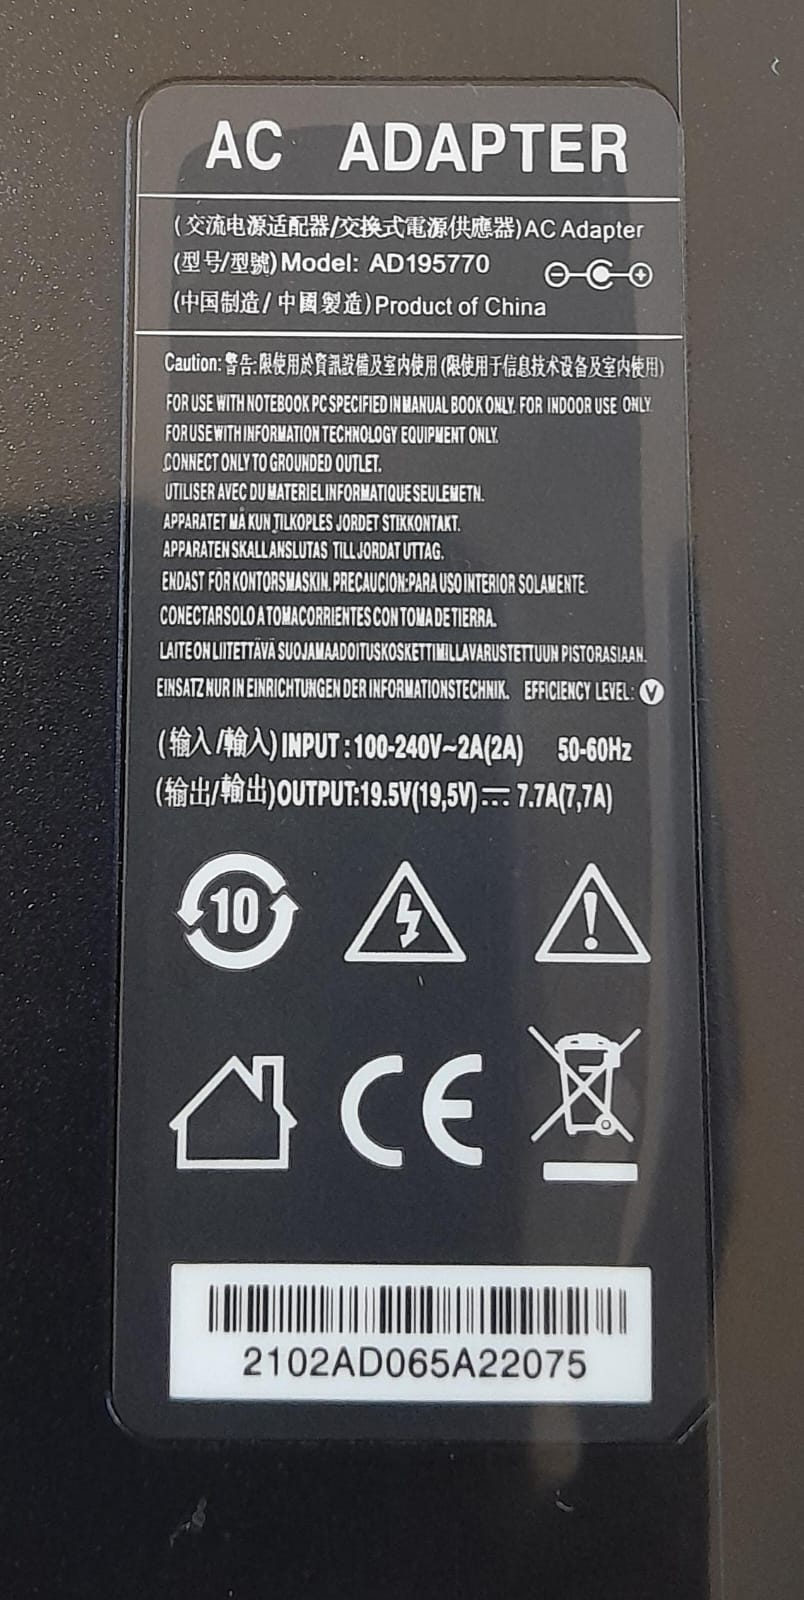 AC ADAPTER
(交流电源适配器/交換式電源供應器)AC Adapter
(型号/型號)Model: AD195770
(中国制造/ 中國製造)Product of China
Caution: 警告:限使用於資訊設備及室內使用(限使用于信息技术设备及室内使用)
FOR USE WITH NOTEBOOK PC SPECIFIED IN MANUAL BOOK ONLY. FOR INDOOR USE ONLY.
FOR USE WITH INFORMATION TECHNOLOGY EQUIPMENT ONLY.
CONNECT ONLY TO GROUNDED OUTLET.
UTILISER AVEC DU MATERIEL INFORMATIQUE SEULEMETN.
APPARATET MÅ KUN TILKOPLES JORDET STIKKONTAKT.
APPARATEN SKALL ANSLUTAS TILL JORDAT UTTAG.
ENDAST FÖR KONTORSMASKIN. PRECAUCION:PARA USO INTERIOR SOLAMENTE.
CONECTAR SOLO A TOMACORRIENTES CON TOMA DE TIERRA.
LAITE ON LIITETTÄVÄ SUOJAMAADOITUSKOSKETTIMILLA VARUSTETTUUN PISTORASIAAN.
EINSATZ NUR IN EINRICHTUNGEN DER INFORMATIONSTECHNIK. EFFICIENCY LEVEL: V
(输入/輸入)INPUT:100-240V~2A(2A) 50-60Hz
(输出/輸出)OUTPUT:19.5V(19,5V)⎓ 7.7A(7,7A)
10
CE
2102AD065A22075